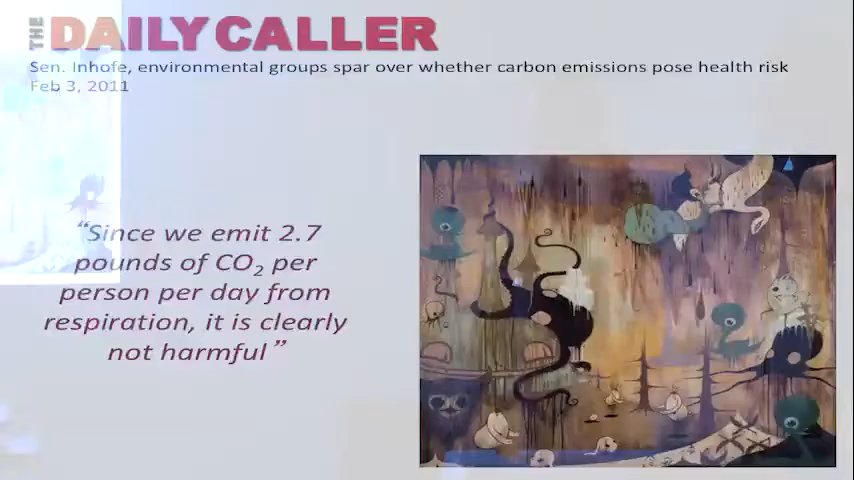 THE DAILY CALLER
Sen. Inhofe, environmental groups spar over whether carbon emissions pose health risk
Feb 3, 2011
“Since we emit 2.7
pounds of CO₂ per
person per day from
respiration, it is clearly
not harmful”